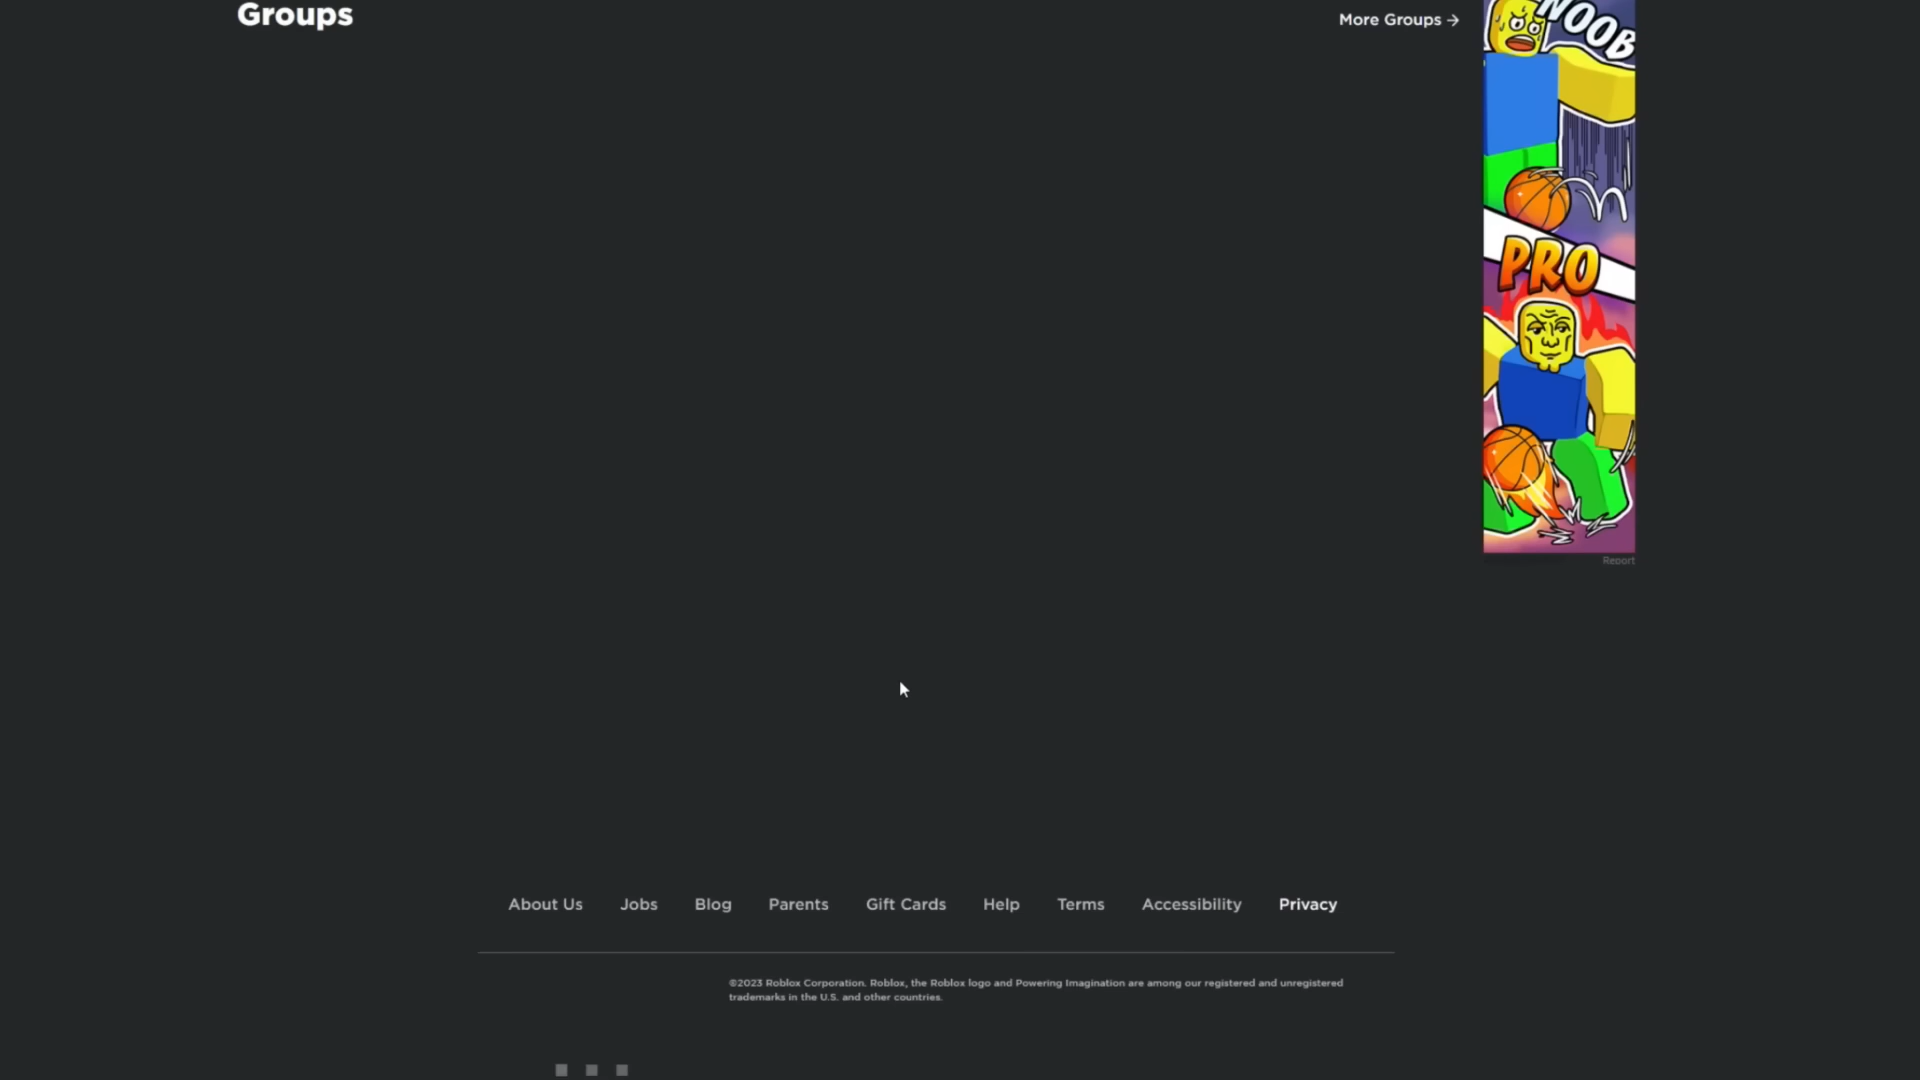 Groups
More Groups →
NOOB
PRO
Report
About Us Jobs Blog Parents Gift Cards Help Terms Accessibility Privacy
©2023 Roblox Corporation. Roblox, the Roblox logo and Powering Imagination are among our registered and unregistered
trademarks in the U.S. and other countries.